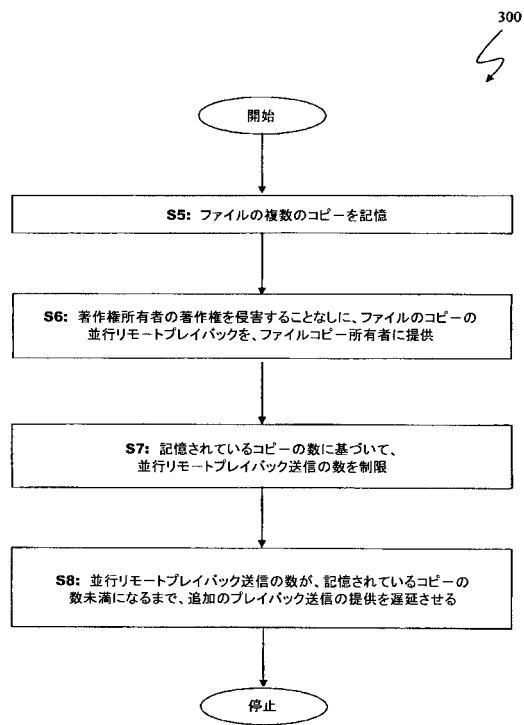 300
開始
S5: ファイルの複数のコピーを記憶
S6: 著作権所有者の著作権を侵害することなしに、ファイルのコピーの
並行リモートプレイバックを、ファイルコピー所有者に提供
S7: 記憶されているコピーの数に基づいて、
並行リモートプレイバック送信の数を制限
S8: 並行リモートプレイバック送信の数が、記憶されているコピーの
数未満になるまで、追加のプレイバック送信の提供を遅延させる
停止